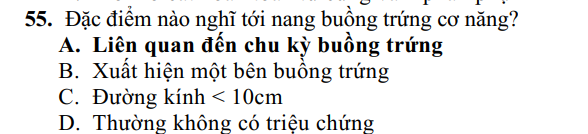 55. Đặc điểm nào nghĩ tới nang buồng trứng cơ năng?
A. Liên quan đến chu kỳ buồng trứng
B. Xuất hiện một bên buồng trứng
C. Đường kính < 10cm
D. Thường không có triệu chứng